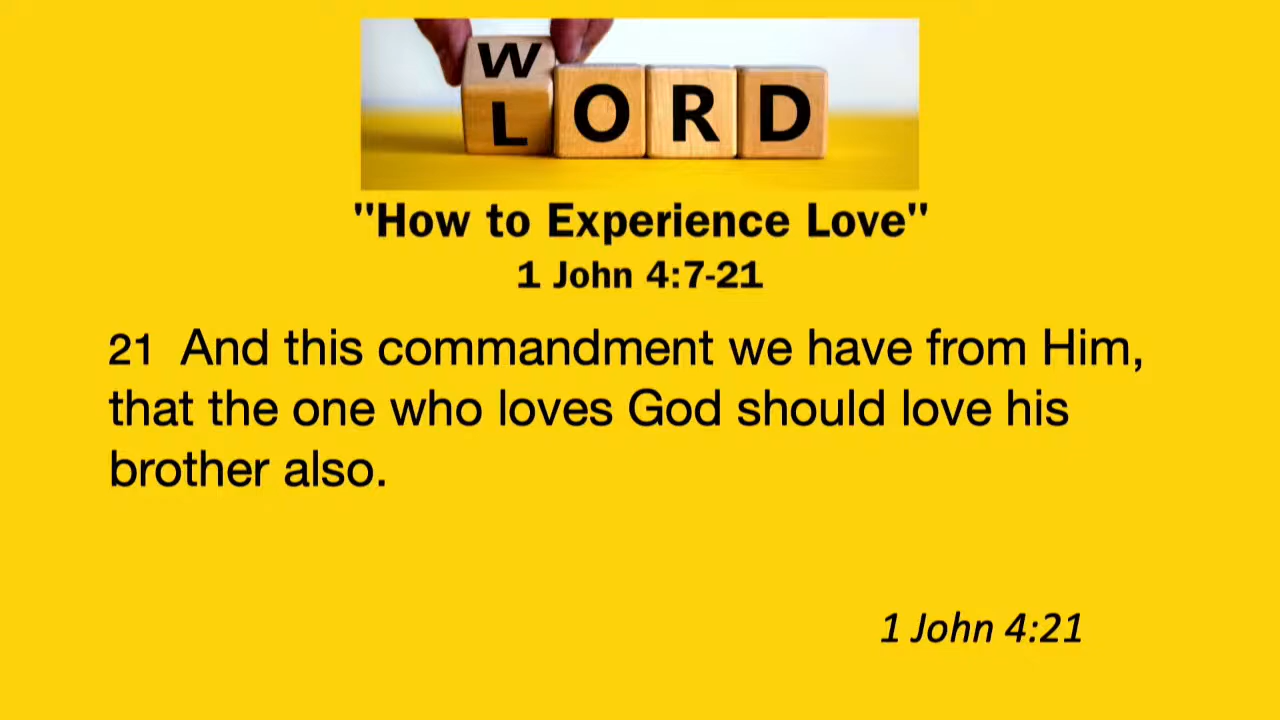 W
LORD
"How to Experience Love"
1 John 4:7-21
21 And this commandment we have from Him,
that the one who loves God should love his
brother also.
1 John 4:21